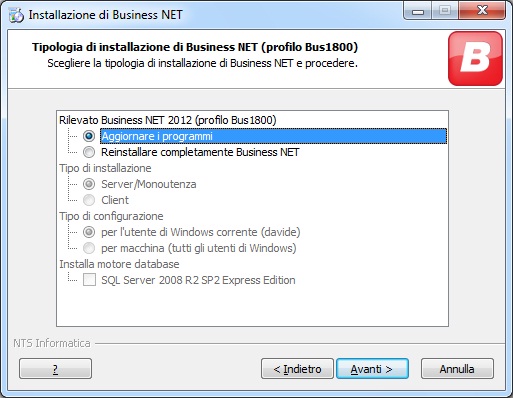 Installazione di Business NET
Tipologia di installazione di Business NET (profilo Bus1800)
Scegliere la tipologia di installazione di Business NET e procedere.
B
Rilevato Business NET 2012 (profilo Bus1800)
Aggiornare i programmi
Reinstallare completamente Business NET
Tipo di installazione
Server/Monoutenza
Client
Tipo di configurazione
per l'utente di Windows corrente (davide)
per macchina (tutti gli utenti di Windows)
Installa motore database
SQL Server 2008 R2 SP2 Express Edition
NTS Informatica
?
< Indietro
Avanti >
Annulla